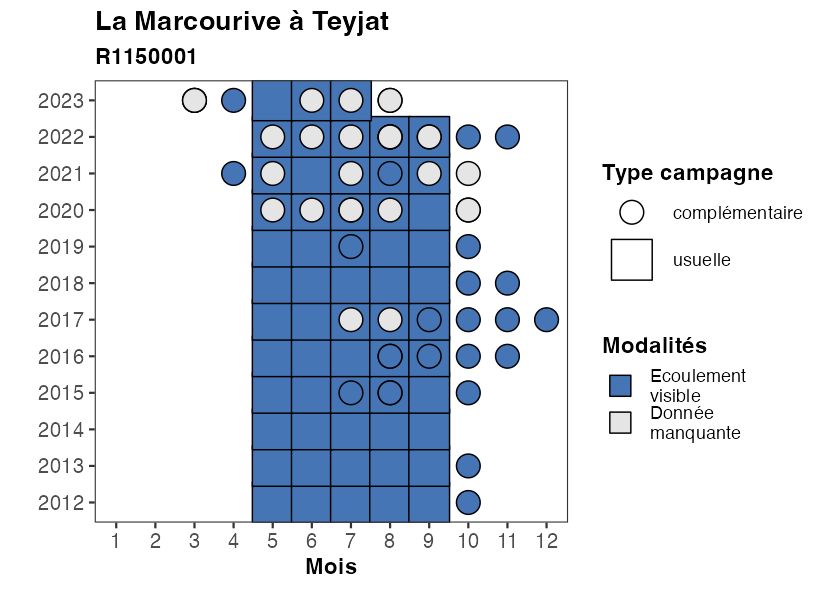 La Marcourive à Teyjat
R1150001
2023
2022
2021
2020
2019
2018
2017
2016
2015
2014
2013
2012
1 2 3 4 5 6 7 8 9 10 11 12
Mois
Type campagne
complémentaire
usuelle
Modalités
Ecoulement
visible
Donnée
manquante